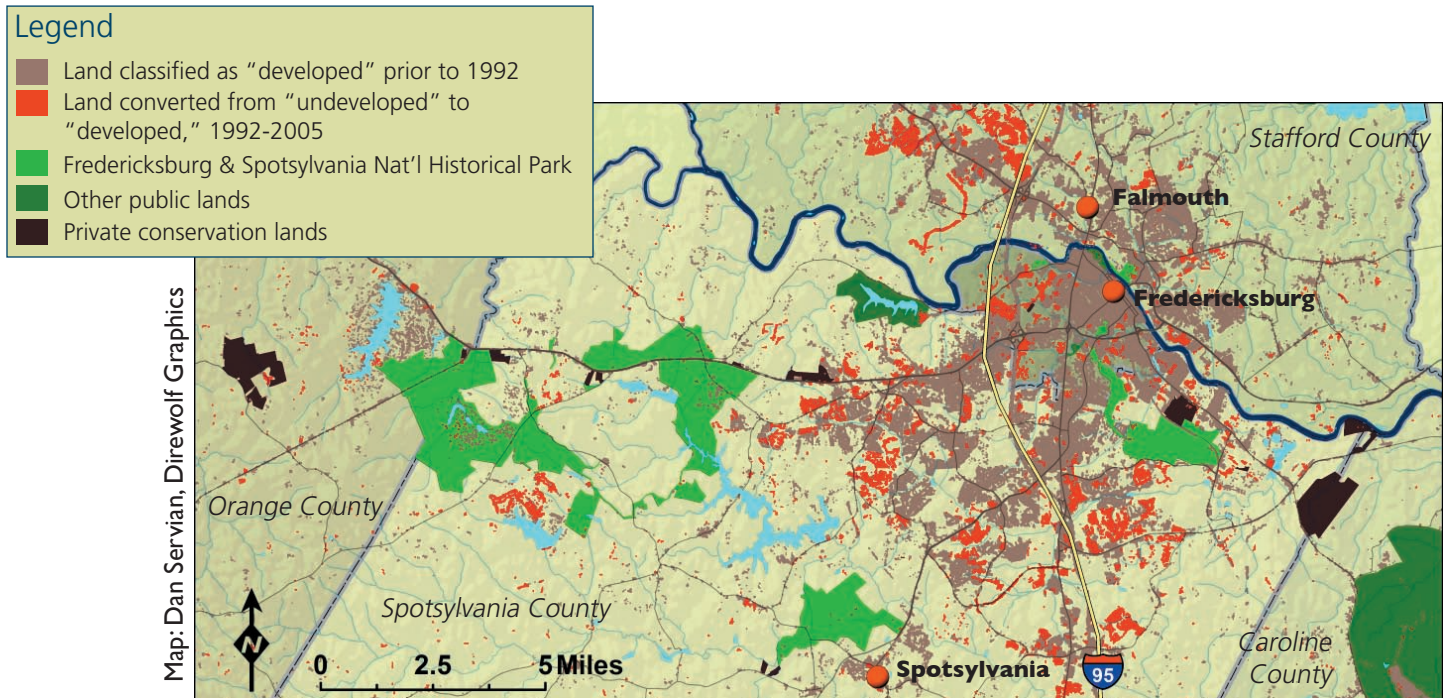 Legend
Land classified as “developed” prior to 1992
Land converted from “undeveloped” to
“developed,” 1992-2005
Fredericksburg & Spotsylvania Nat’l Historical Park
Other public lands
Private conservation lands
Stafford County
Falmouth
Fredericksburg
Orange County
Spotsylvania County
Caroline
County
Spotsylvania
95
N
0 2.5 5 Miles
Map: Dan Servian, Direwolf Graphics